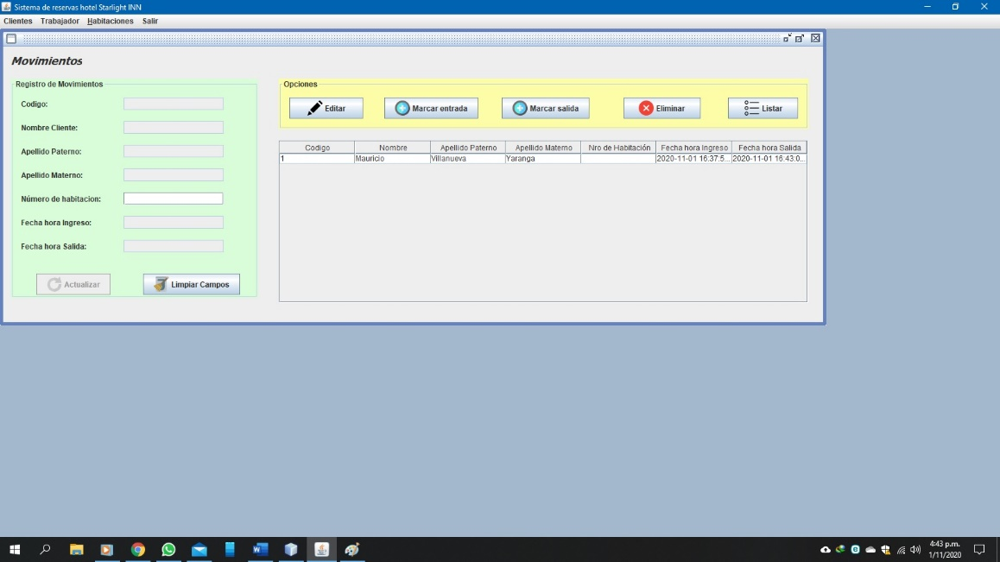 Sistema de reservas hotel Starlight INN
Clientes Trabajador Habitaciones Salir
Movimientos
Registro de Movimientos
Codigo:
Nombre Cliente:
Apellido Paterno:
Apellido Materno:
Número de habitacion:
Fecha hora Ingreso:
Fecha hora Salida:
Actualizar Limpiar Campos
Opciones
Editar Marcar entrada Marcar salida Eliminar Listar
Codigo Nombre Apellido Paterno Apellido Materno Nro de Habitación Fecha hora Ingreso Fecha hora Salida
1 Mauricio Villanueva Yaranga 2020-11-01 16:37:5... 2020-11-01 16:43:0...
4:43 p.m.
1/11/2020